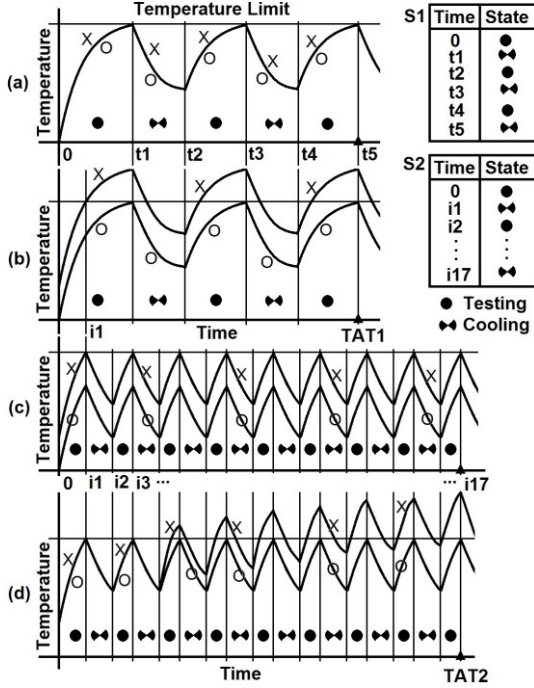 Temperature Limit
X O X O X O X O X O
(a)
Temperature
0 t1 t2 t3 t4 t5
X O O X O O X O
(b)
Temperature
i1 Time TAT1
X X X X X
O O O O O
(c)
Temperature
0 i1 i2 i3 ... ... i17
X X X X X X
O O O O O O
(d)
Temperature
Time TAT2
S1 Time State
0
t1
t2
t3
t4
t5
S2
Time State
0
i1
i2
i17
Testing
Cooling